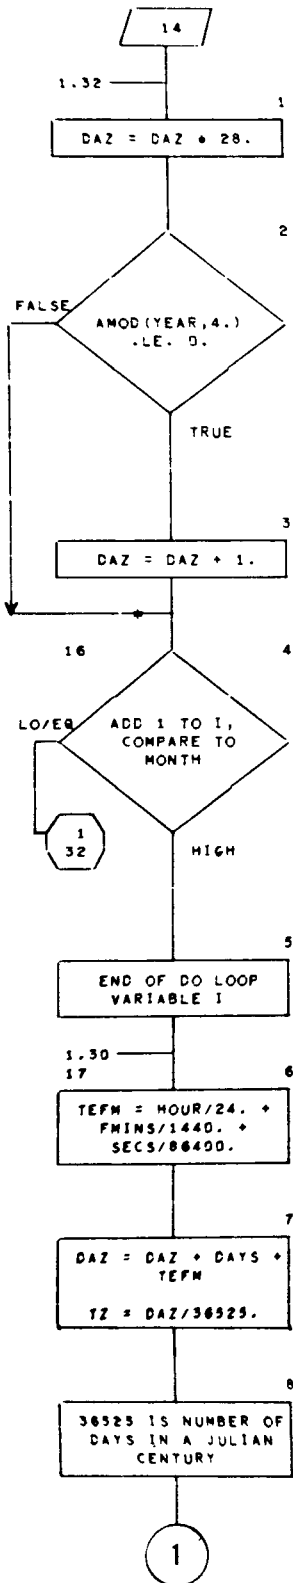 14
1.32
1
DAZ = DAZ + 28.
2
FALSE
AMOD(YEAR,4.)
.LE. 0.
TRUE
3
DAZ = DAZ + 1.
16
4
LO/EQ
ADD 1 TO I,
COMPARE TO
MONTH
1
32
HIGH
5
END OF DO LOOP
VARIABLE I
1.30
17
6
TEFM = HOUR/24. +
FMINS/1440. +
SECS/86400.
7
DAZ = DAZ + DAYS +
TEFM
TZ = DAZ/36525.
8
36525 IS NUMBER OF
DAYS IN A JULIAN
CENTURY
1